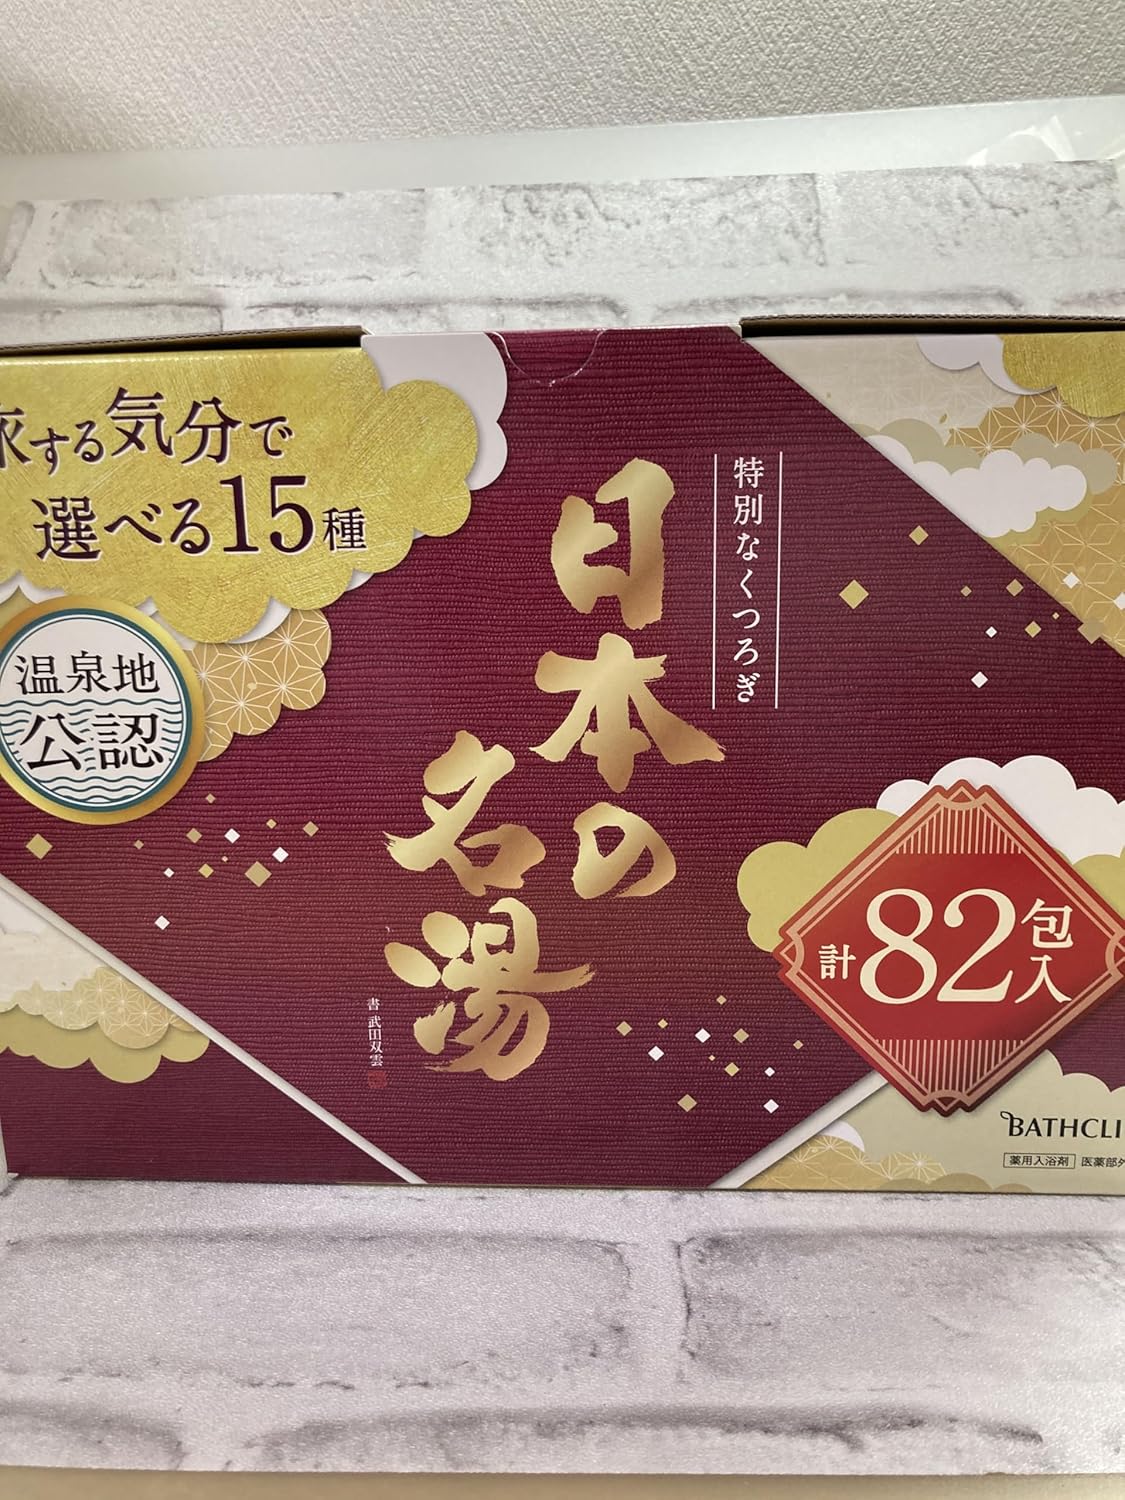 旅する気分で
選べる15種
温泉地
公認
特別なくつろぎ
日本の
名湯
書 武田双雲
計82包入
BATHCLI
薬用入浴剤 医薬部外